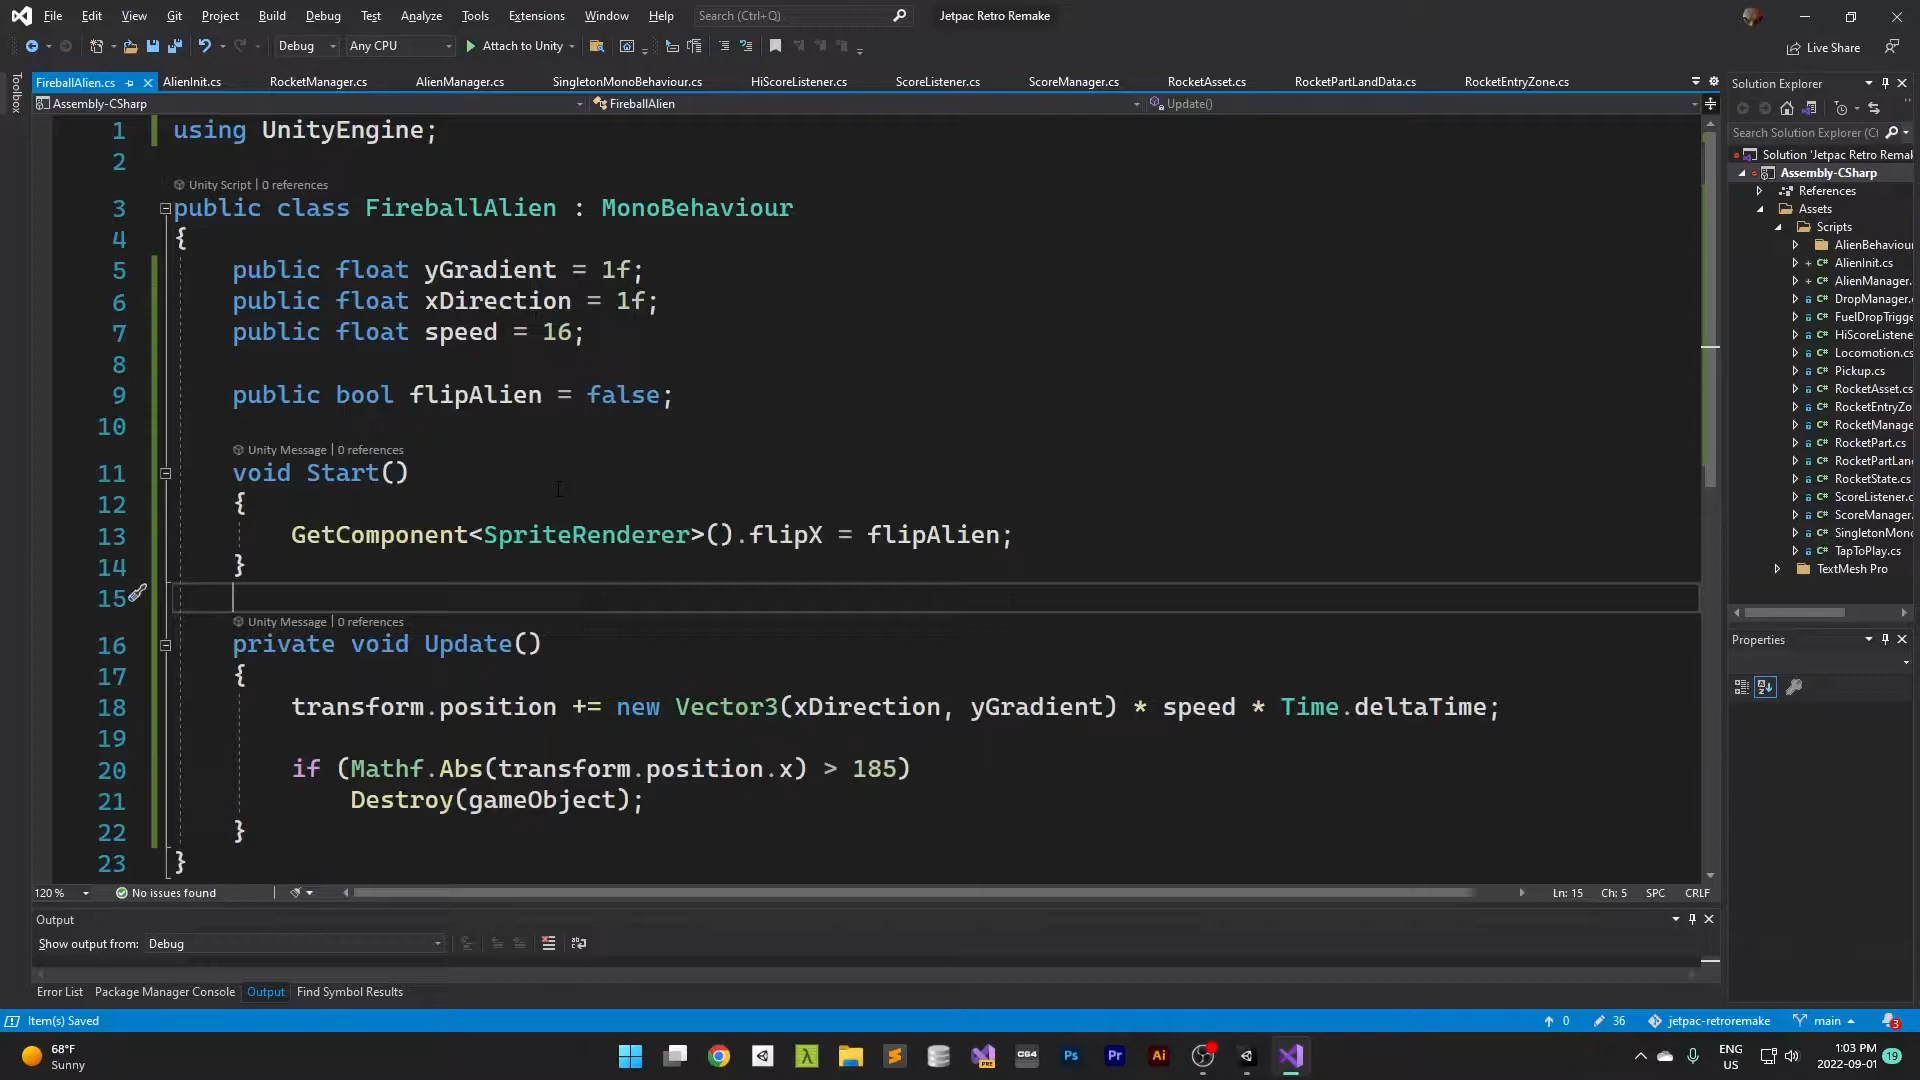 File Edit View Git Project Build Debug Test Analyze Tools Extensions Window Help Search (Ctrl+Q) Jetpac Retro Remake
Debug Any CPU Attach to Unity Live Share
Toolbox
FireballAlien.cs AlienInit.cs RocketManager.cs AlienManager.cs SingletonMonoBehaviour.cs HiScoreListener.cs ScoreListener.cs ScoreManager.cs RocketAsset.cs RocketPartLandData.cs RocketEntryZone.cs
Assembly-CSharp FireballAlien Update()
1 using UnityEngine;
2
Unity Script | 0 references
3 public class FireballAlien : MonoBehaviour
4 {
5 public float yGradient = 1f;
6 public float xDirection = 1f;
7 public float speed = 16;
8
9 public bool flipAlien = false;
10
Unity Message | 0 references
11 void Start()
12 {
13 GetComponent<SpriteRenderer>().flipX = flipAlien;
14 }
15
Unity Message | 0 references
16 private void Update()
17 {
18 transform.position += new Vector3(xDirection, yGradient) * speed * Time.deltaTime;
19
20 if (Mathf.Abs(transform.position.x) > 185)
21 Destroy(gameObject);
22 }
23 }
120 % No issues found Ln: 15 Ch: 5 SPC CRLF
Output
Show output from: Debug
Error List Package Manager Console Output Find Symbol Results
Solution Explorer
Search Solution Explorer (Ct
Solution 'Jetpac Retro Remak
Assembly-CSharp
References
Assets
Scripts
AlienBehaviour
C# AlienInit.cs
C# AlienManager.
C# DropManager.
C# FuelDropTrigge
C# HiScoreListene
C# Locomotion.cs
C# Pickup.cs
C# RocketAsset.cs
C# RocketEntryZo
C# RocketManage
C# RocketPart.cs
C# RocketPartLan
C# RocketState.cs
C# ScoreListener.c
C# ScoreManager.
C# SingletonMono
C# TapToPlay.cs
TextMesh Pro
Properties
Item(s) Saved 0 36 jetpac-retroremake main 3
68°F
Sunny
PRE C64 Ps Pr Ai
ENG
US
1:03 PM
2022-09-01
19